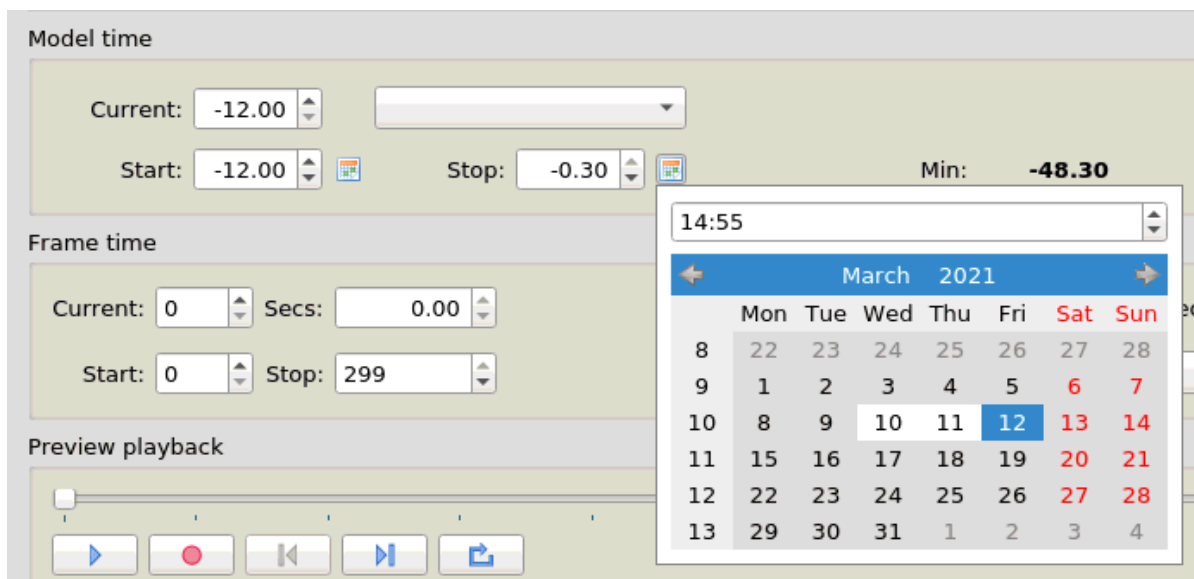 Model time
Current: -12.00
Start: -12.00 Stop: -0.30 Min: -48.30
14:55
Frame time
March 2021
Current: 0 Secs: 0.00
Mon Tue Wed Thu Fri Sat Sun
8 22 23 24 25 26 27 28
Start: 0 Stop: 299
9 1 2 3 4 5 6 7
10 8 9 10 11 12 13 14
Preview playback
11 15 16 17 18 19 20 21
12 22 23 24 25 26 27 28
13 29 30 31 1 2 3 4